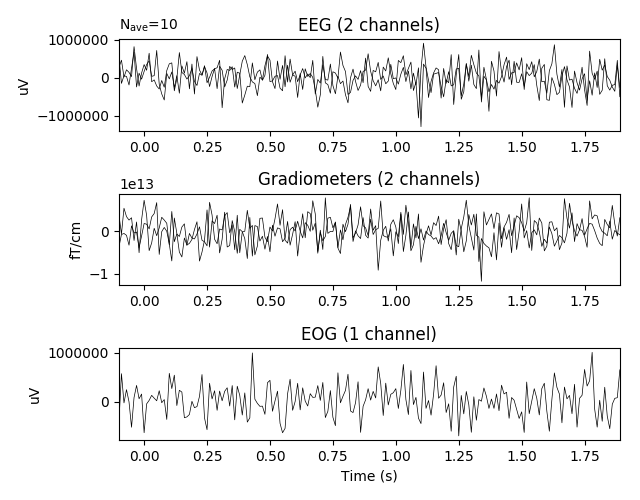 N_ave=10
EEG (2 channels)
1000000
0
−1000000
uV
0.00 0.25 0.50 0.75 1.00 1.25 1.50 1.75
1e13
Gradiometers (2 channels)
0
−1
fT/cm
0.00 0.25 0.50 0.75 1.00 1.25 1.50 1.75
EOG (1 channel)
1000000
0
uV
0.00 0.25 0.50 0.75 1.00 1.25 1.50 1.75
Time (s)